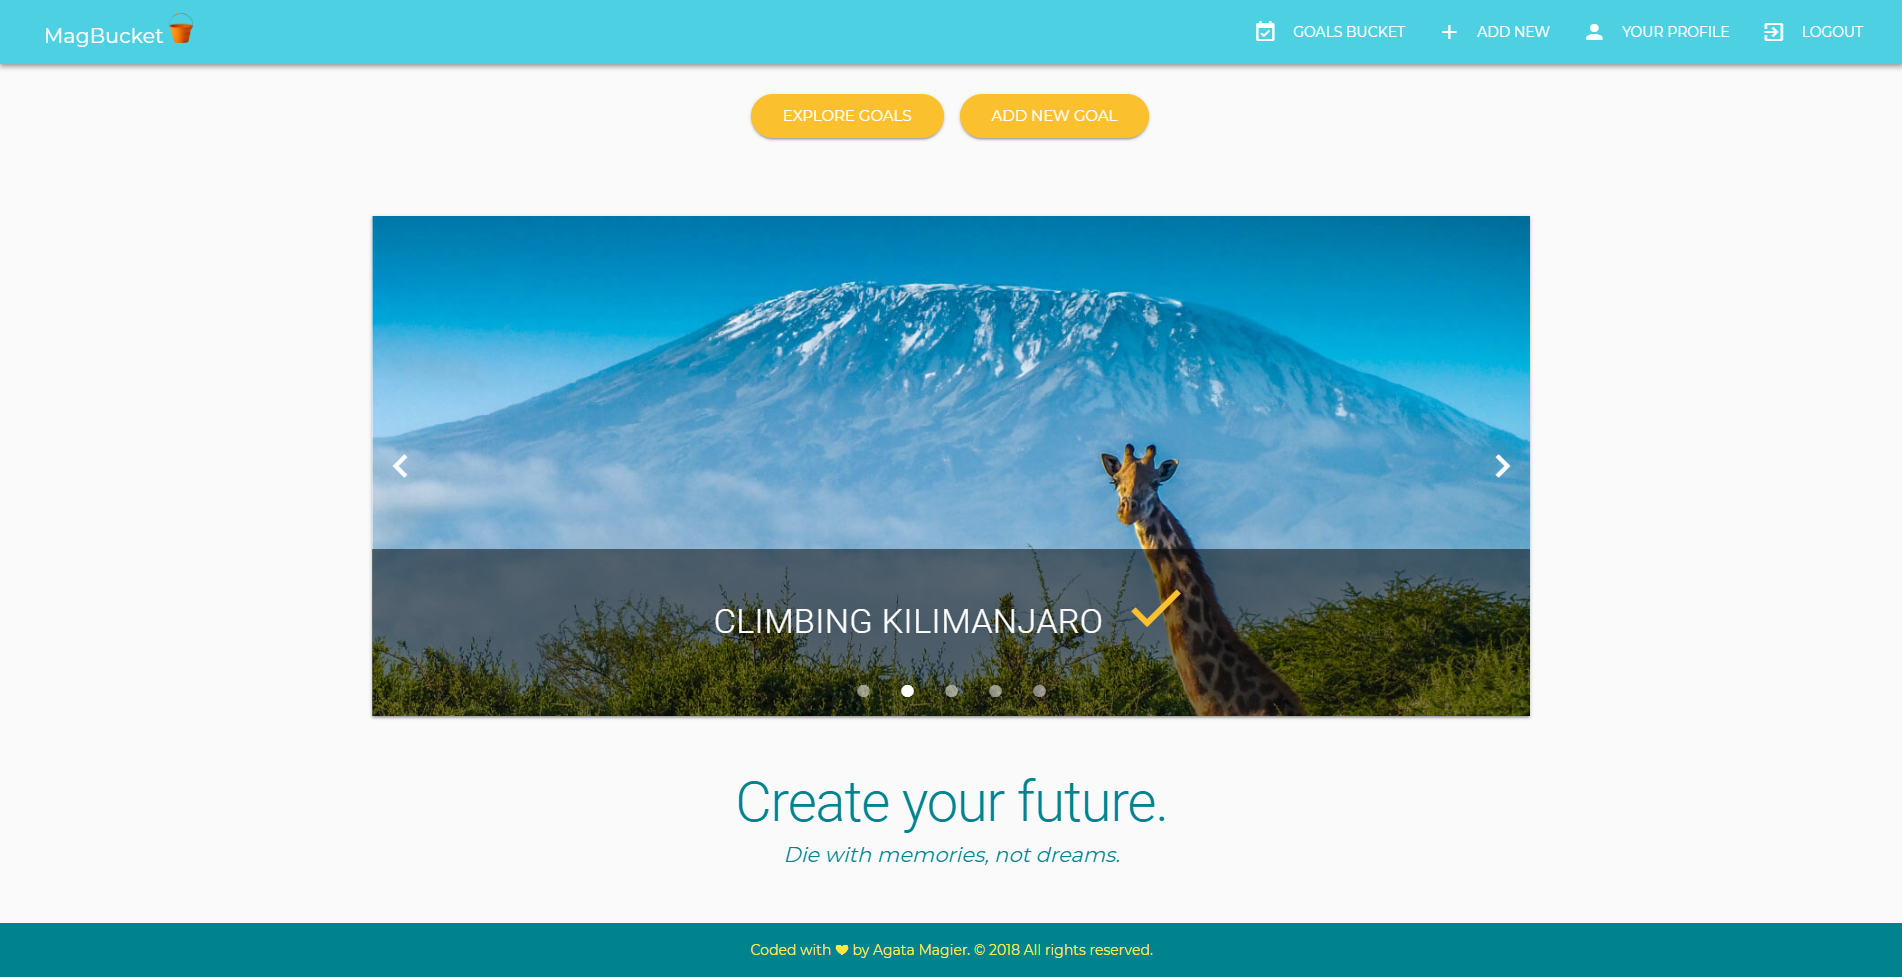 MagBucket
GOALS BUCKET
ADD NEW
YOUR PROFILE
LOGOUT
EXPLORE GOALS
ADD NEW GOAL
CLIMBING KILIMANJARO
Create your future.
Die with memories, not dreams.
Coded with ♥ by Agata Magier. © 2018 All rights reserved.